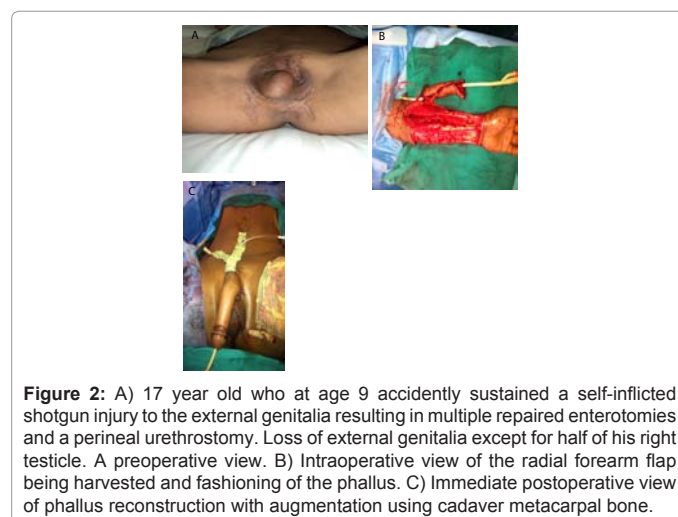 A
B
C
Figure 2: A) 17 year old who at age 9 accidently sustained a self-inflicted
shotgun injury to the external genitalia resulting in multiple repaired enterotomies
and a perineal urethrostomy. Loss of external genitalia except for half of his right
testicle. A preoperative view. B) Intraoperative view of the radial forearm flap
being harvested and fashioning of the phallus. C) Immediate postoperative view
of phallus reconstruction with augmentation using cadaver metacarpal bone.